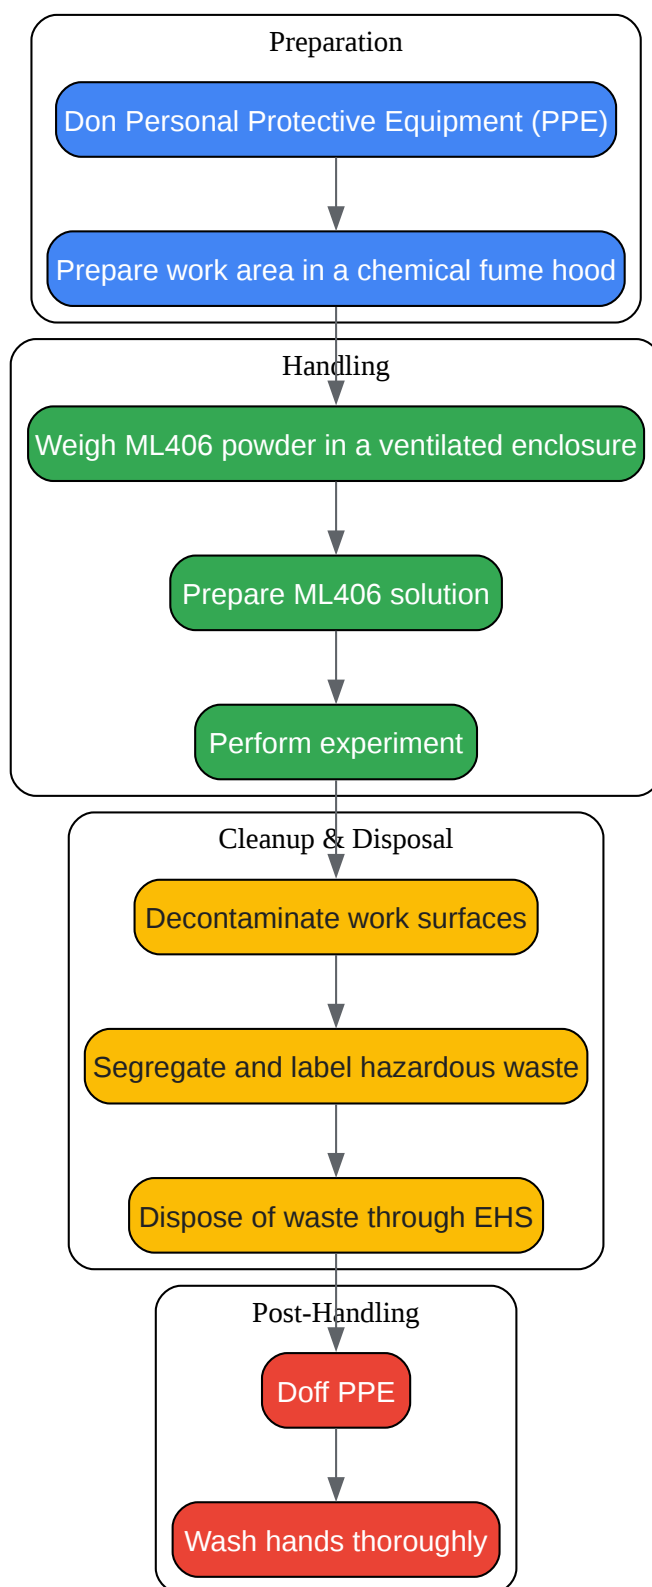 Preparation
Don Personal Protective Equipment (PPE)
Prepare work area in a chemical fume hood
Handling
Weigh ML406 powder in a ventilated enclosure
Prepare ML406 solution
Perform experiment
Cleanup & Disposal
Decontaminate work surfaces
Segregate and label hazardous waste
Dispose of waste through EHS
Post-Handling
Doff PPE
Wash hands thoroughly